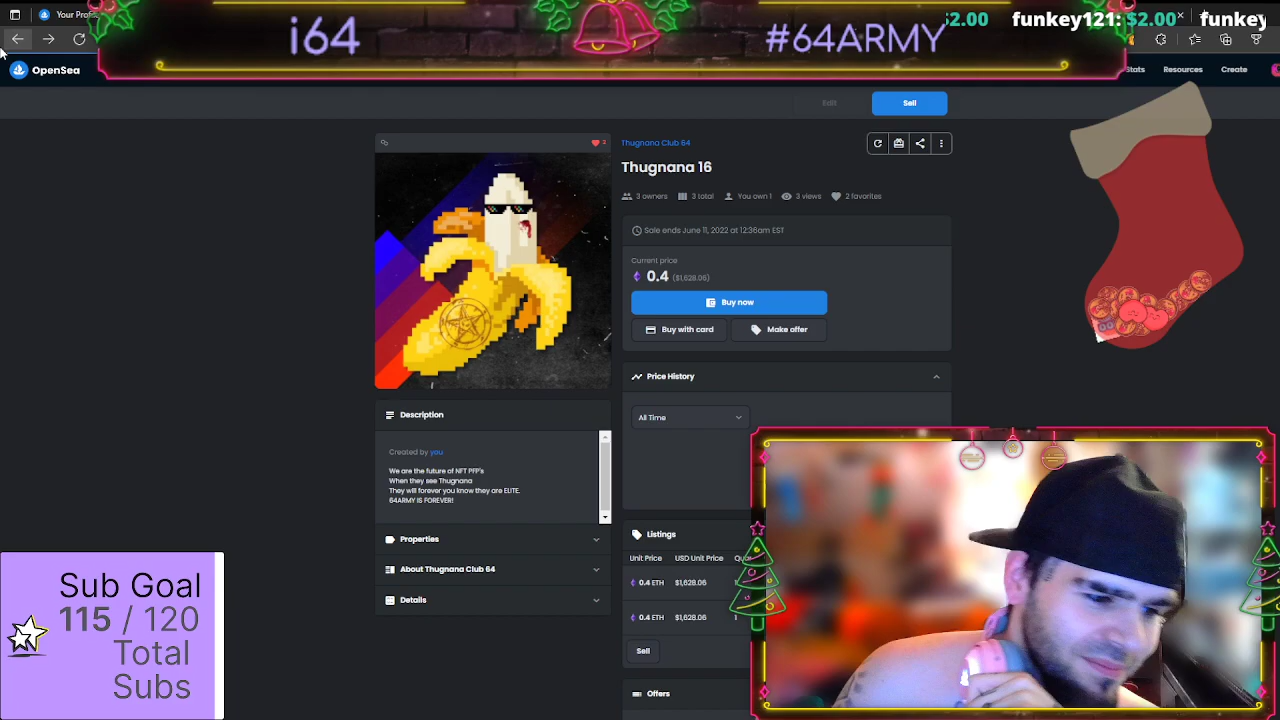 Your Profi
i64
#64ARMY
$2.00 funkey121: $2.00 funkey
OpenSea
Stats Resources Create
Edit Sell
Thugnana Club 64
Thugnana 16
3 owners 3 total You own 1 3 views 2 favorites
Sale ends June 11, 2022 at 12:36am EST
Current price
0.4 ($1,628.06)
Buy now
Buy with card Make offer
Price History
All Time
Description
Created by you
We are the future of NFT PFP's
When they see Thugnana
They will forever you know they are ELITE.
64ARMY IS FOREVER!
Properties
About Thugnana Club 64
Details
Listings
Unit Price USD Unit Price Qua
0.4 ETH $1,628.06 1
0.4 ETH $1,628.06 1
Sell
Offers
Sub Goal
115 / 120
Total
Subs